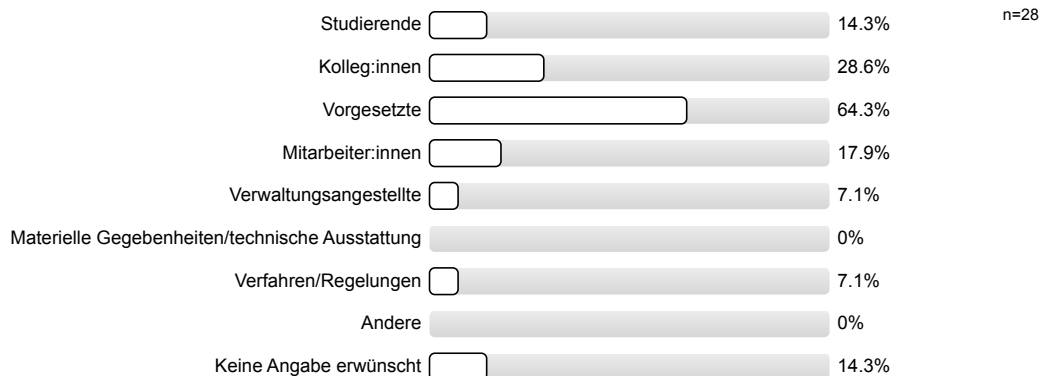 n=28
Studierende 14.3%
Kolleg:innen 28.6%
Vorgesetzte 64.3%
Mitarbeiter:innen 17.9%
Verwaltungsangestellte 7.1%
Materielle Gegebenheiten/technische Ausstattung 0%
Verfahren/Regelungen 7.1%
Andere 0%
Keine Angabe erwünscht 14.3%